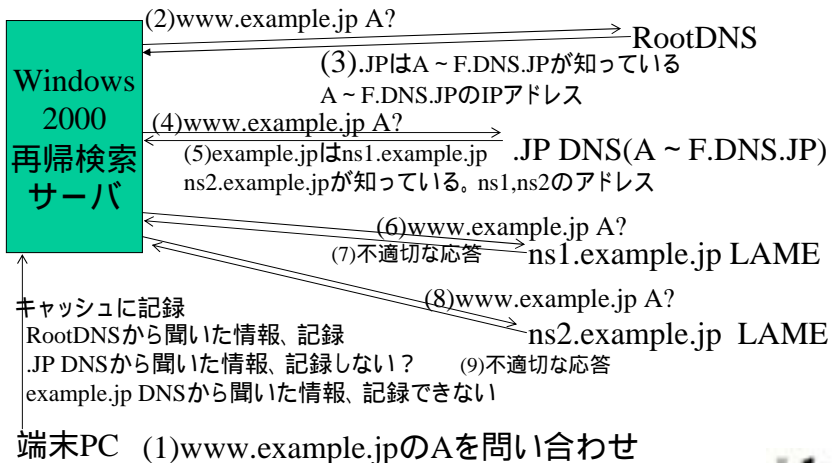 (2)www.example.jp A?
RootDNS
(3).JPはA～F.DNS.JPが知っている
A～F.DNS.JPのIPアドレス
Windows
2000
再帰検索
サーバ
(4)www.example.jp A?
(5)example.jpはns1.example.jp
.JP DNS(A～F.DNS.JP)
ns2.example.jpが知っている。ns1,ns2のアドレス
(6)www.example.jp A?
(7)不適切な応答
ns1.example.jp LAME
(8)www.example.jp A?
ns2.example.jp LAME
キャッシュに記録
RootDNSから聞いた情報、記録
.JP DNSから聞いた情報、記録しない？
(9)不適切な応答
example.jp DNSから聞いた情報、記録できない
端末PC (1)www.example.jpのAを問い合わせ